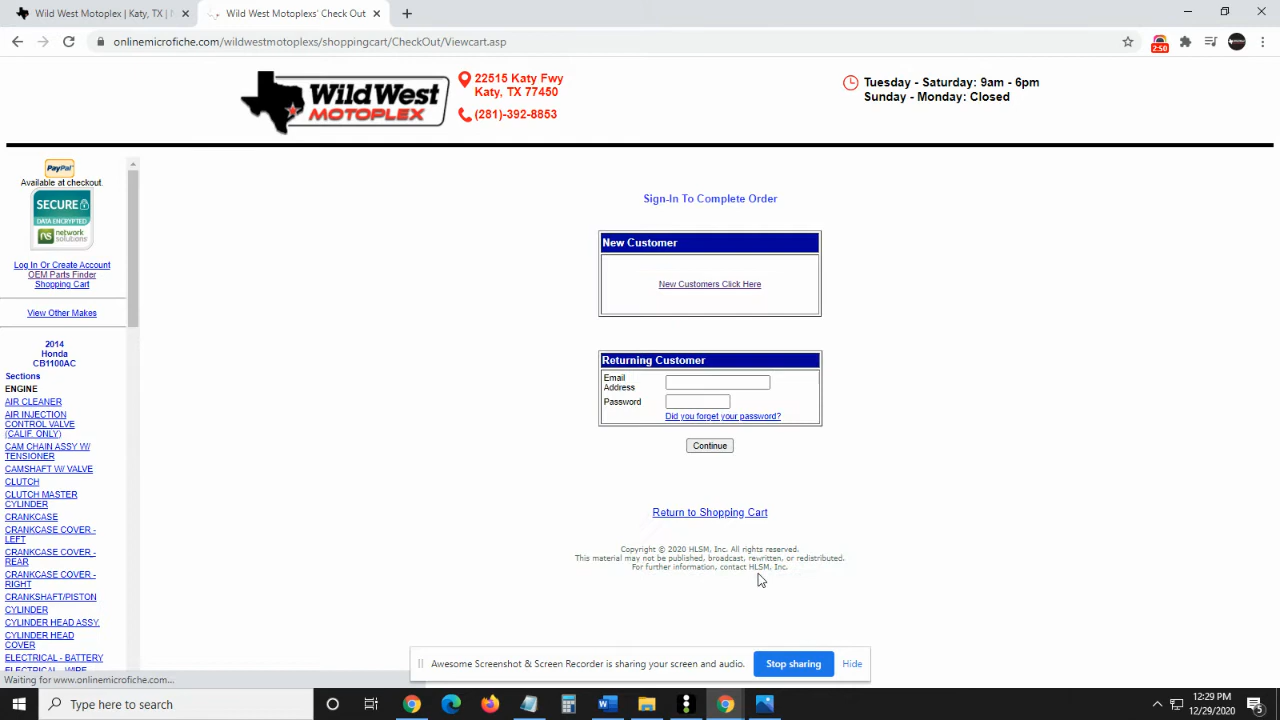 Wild West Motoplex | Katy, TX |
Wild West Motoplexs' Check Out
onlinemicrofiche.com/wildwestmotoplexs/shoppingcart/CheckOut/Viewcart.asp
2:50
WildWest
MOTOPLEX
22515 Katy Fwy
Katy, TX 77450
(281)-392-8853
Tuesday - Saturday: 9am - 6pm
Sunday - Monday: Closed
PayPal
Available at checkout
SECURE
DATA ENCRYPTED
ns network solutions
Log In Or Create Account
OEM Parts Finder
Shopping Cart
View Other Makes
2014
Honda
CB1100AC
Sections
ENGINE
AIR CLEANER
AIR INJECTION
CONTROL VALVE
(CALIF. ONLY)
CAM CHAIN ASSY W/
TENSIONER
CAMSHAFT W/ VALVE
CLUTCH
CLUTCH MASTER
CYLINDER
CRANKCASE
CRANKCASE COVER -
LEFT
CRANKCASE COVER -
REAR
CRANKCASE COVER -
RIGHT
CRANKSHAFT/PISTON
CYLINDER
CYLINDER HEAD ASSY.
CYLINDER HEAD
COVER
ELECTRICAL - BATTERY
ELECTRICAL - WIRE
Sign-In To Complete Order
New Customer
New Customers Click Here
Returning Customer
Email
Address
Password
Did you forget your password?
Continue
Return to Shopping Cart
Copyright © 2020 HLSM, Inc. All rights reserved.
This material may not be published, broadcast, rewritten, or redistributed.
For further information, contact HLSM, Inc.
Awesome Screenshot & Screen Recorder is sharing your screen and audio.
Stop sharing
Hide
Waiting for www.onlinemicrofiche.com...
Type here to search
12:29 PM
12/29/2020
5